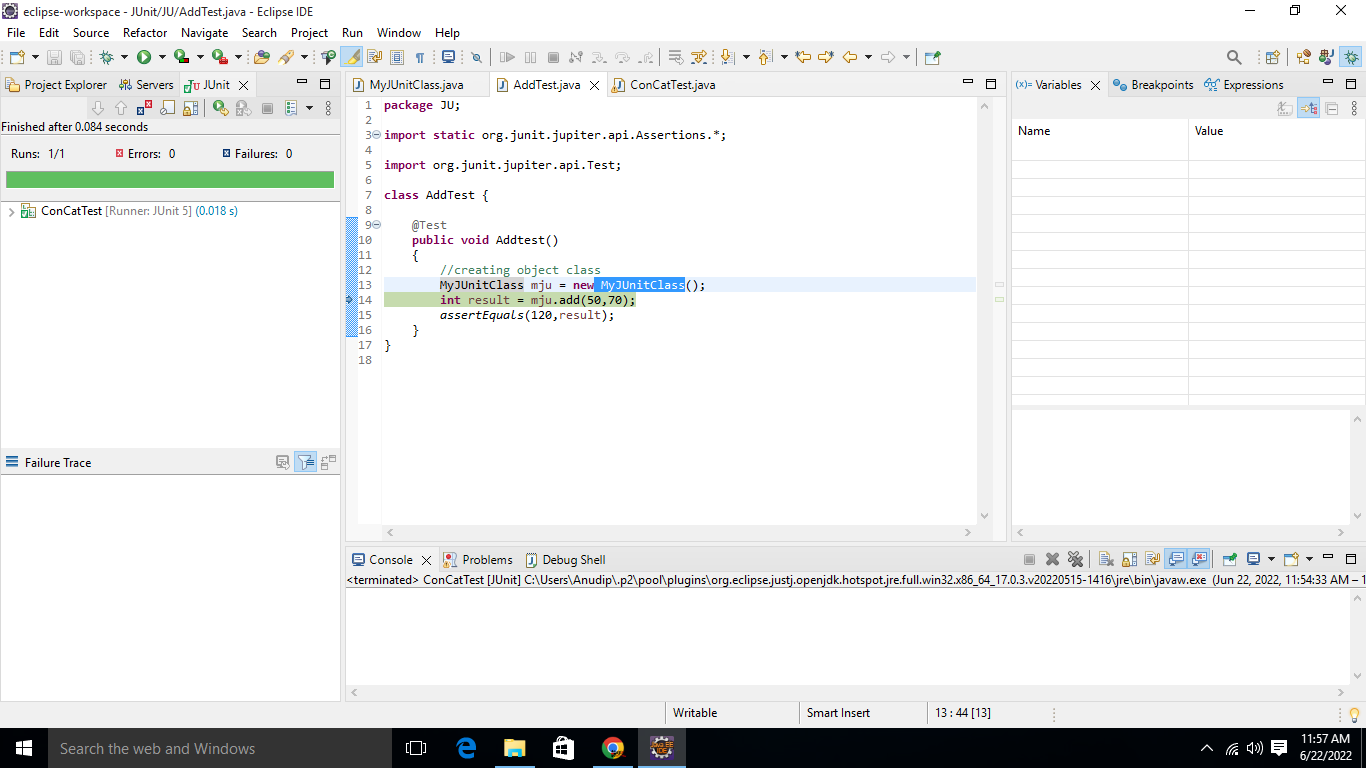 eclipse-workspace - JUnit/JU/AddTest.java - Eclipse IDE
File Edit Source Refactor Navigate Search Project Run Window Help
Project Explorer Servers JUnit
Finished after 0.084 seconds
Runs: 1/1 Errors: 0 Failures: 0
ConCatTest [Runner: JUnit 5] (0.018 s)
Failure Trace
MyJUnitClass.java AddTest.java ConCatTest.java
1 package JU;
2
3 import static org.junit.jupiter.api.Assertions.*;
4
5 import org.junit.jupiter.api.Test;
6
7 class AddTest {
8
9 @Test
10 public void Addtest()
11 {
12 //creating object class
13 MyJUnitClass mju = new MyJUnitClass();
14 int result = mju.add(50,70);
15 assertEquals(120,result);
16 }
17 }
18
(x)= Variables Breakpoints Expressions
Name Value
Console Problems Debug Shell
<terminated> ConCatTest [JUnit] C:\Users\Anudip\.p2\pool\plugins\org.eclipse.justj.openjdk.hotspot.jre.full.win32.x86_64_17.0.3.v20220515-1416\jre\bin\javaw.exe (Jun 22, 2022, 11:54:33 AM – 1
Writable Smart Insert 13 : 44 [13]
Search the web and Windows
11:57 AM
6/22/2022